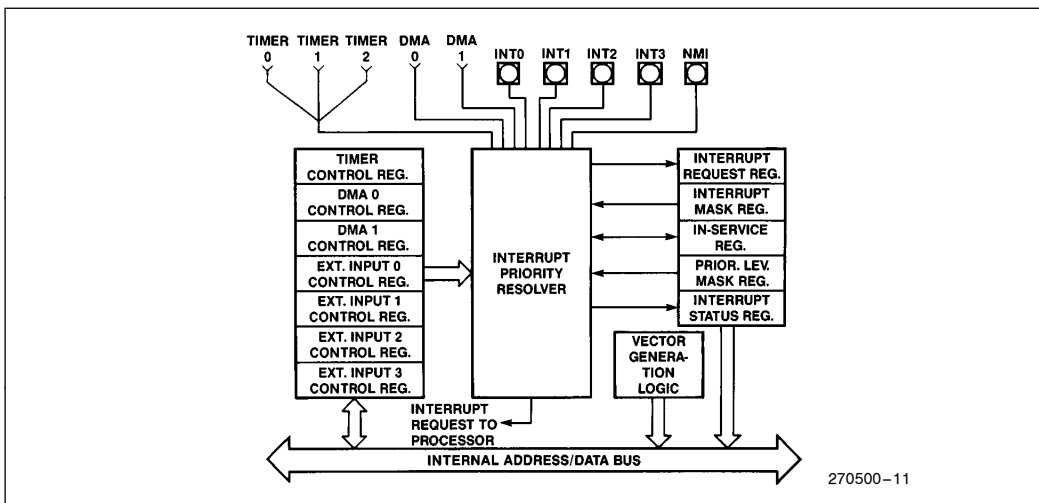 TIMER TIMER TIMER DMA DMA
0 1 2 0 1
INT0 INT1 INT2 INT3 NMI
TIMER
CONTROL REG.
DMA 0
CONTROL REG.
DMA 1
CONTROL REG.
EXT. INPUT 0
CONTROL REG.
EXT. INPUT 1
CONTROL REG.
EXT. INPUT 2
CONTROL REG.
EXT. INPUT 3
CONTROL REG.
INTERRUPT
PRIORITY
RESOLVER
INTERRUPT
REQUEST REG.
INTERRUPT
MASK REG.
IN-SERVICE
REG.
PRIOR. LEV.
MASK REG.
INTERRUPT
STATUS REG.
VECTOR
GENERA-
TION
LOGIC
INTERRUPT
REQUEST TO
PROCESSOR
INTERNAL ADDRESS/DATA BUS
270500–11